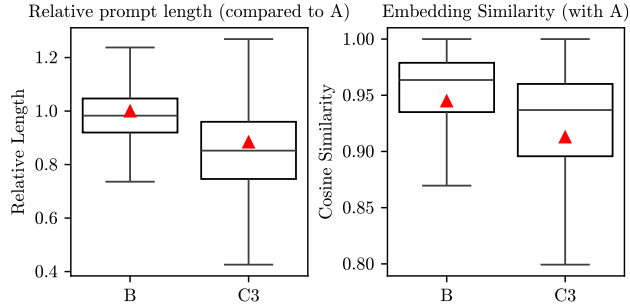 Relative prompt length (compared to A)
Relative Length
1.2
1.0
0.8
0.6
0.4
B
C3
Embedding Similarity (with A)
Cosine Similarity
1.00
0.95
0.90
0.85
0.80
B
C3